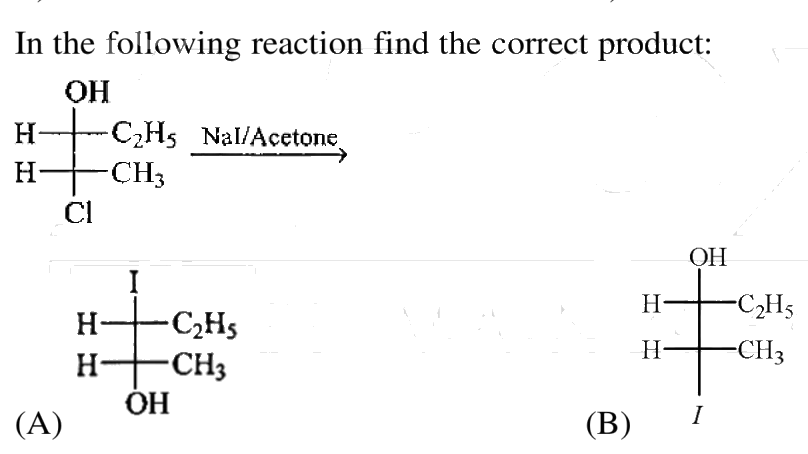 In the following reaction find the correct product:
OH
H C₂H₅ NaI/Acetone
H CH₃
Cl
I
H C₂H₅
H CH₃
OH
(A)
OH
H C₂H₅
H CH₃
I
(B)